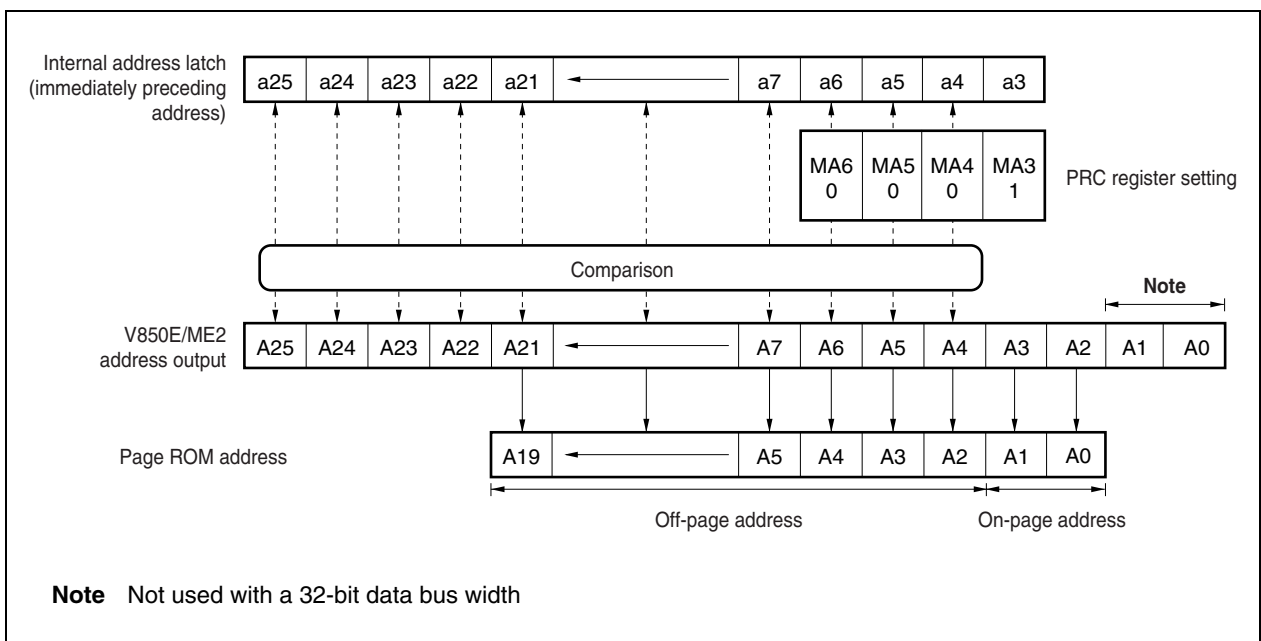 Internal address latch
(immediately preceding
address)
a25 a24 a23 a22 a21 a7 a6 a5 a4 a3
MA6 MA5 MA4 MA3
0 0 0 1
PRC register setting
Comparison
Note
V850E/ME2
address output
A25 A24 A23 A22 A21 A7 A6 A5 A4 A3 A2 A1 A0
Page ROM address
A19 A5 A4 A3 A2 A1 A0
Off-page address On-page address
Note Not used with a 32-bit data bus width